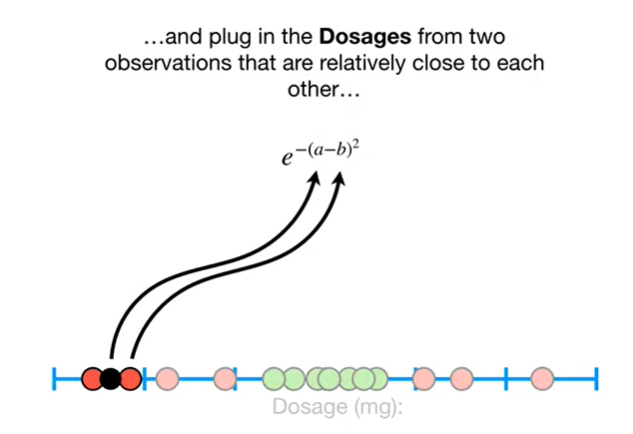 …and plug in the Dosages from two
observations that are relatively close to each
other…
e^{-(a-b)^2}
Dosage (mg):